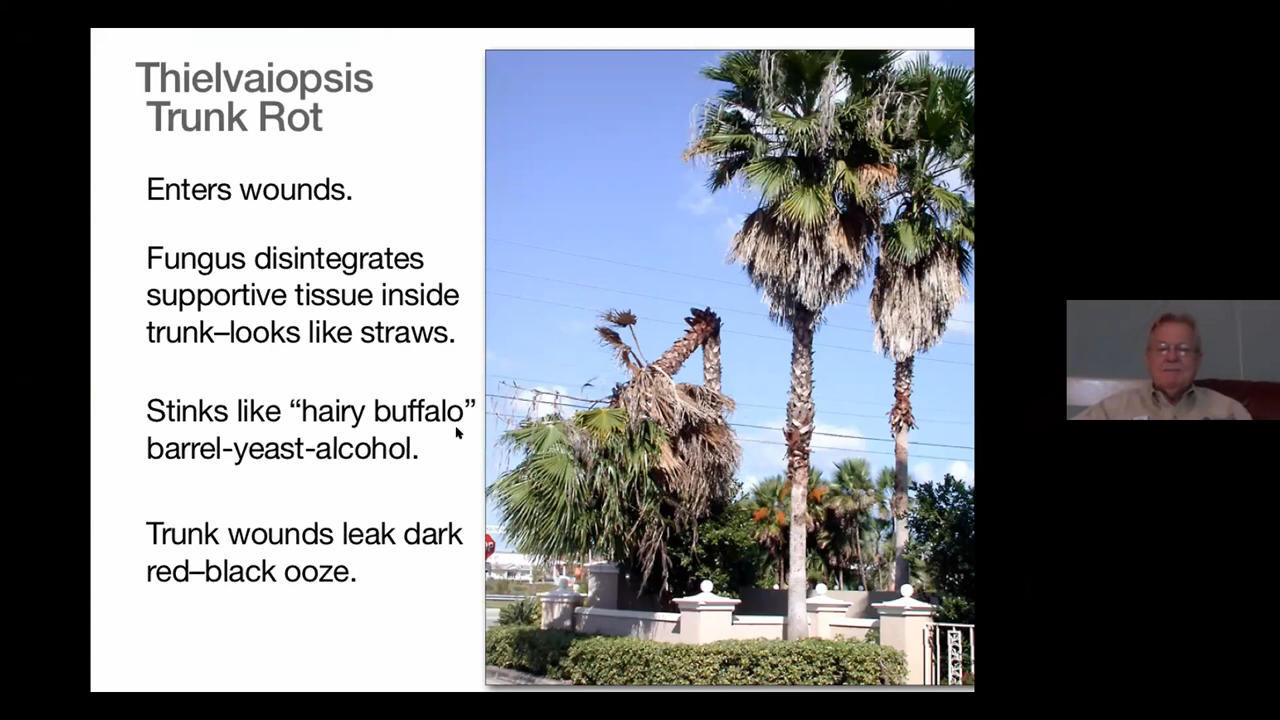 Thielvaiopsis
Trunk Rot
Enters wounds.
Fungus disintegrates
supportive tissue inside
trunk–looks like straws.
Stinks like “hairy buffalo”
barrel-yeast-alcohol.
Trunk wounds leak dark
red–black ooze.